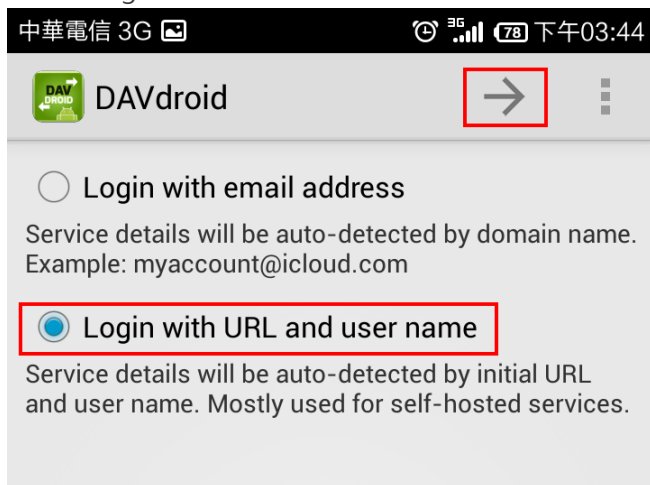 中華電信 3G 3G 78 下午03:44
DAV DROID DAVdroid
Login with email address
Service details will be auto-detected by domain name.
Example: myaccount@icloud.com
Login with URL and user name
Service details will be auto-detected by initial URL
and user name. Mostly used for self-hosted services.